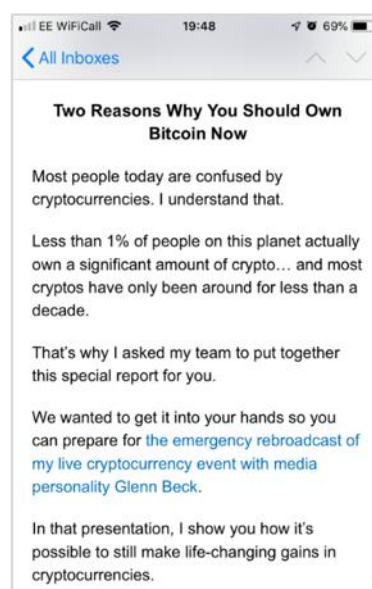 EE WiFiCall 19:48 69%
All Inboxes
Two Reasons Why You Should Own
Bitcoin Now
Most people today are confused by
cryptocurrencies. I understand that.
Less than 1% of people on this planet actually
own a significant amount of crypto… and most
cryptos have only been around for less than a
decade.
That’s why I asked my team to put together
this special report for you.
We wanted to get it into your hands so you
can prepare for the emergency rebroadcast of
my live cryptocurrency event with media
personality Glenn Beck.
In that presentation, I show you how it’s
possible to still make life-changing gains in
cryptocurrencies.